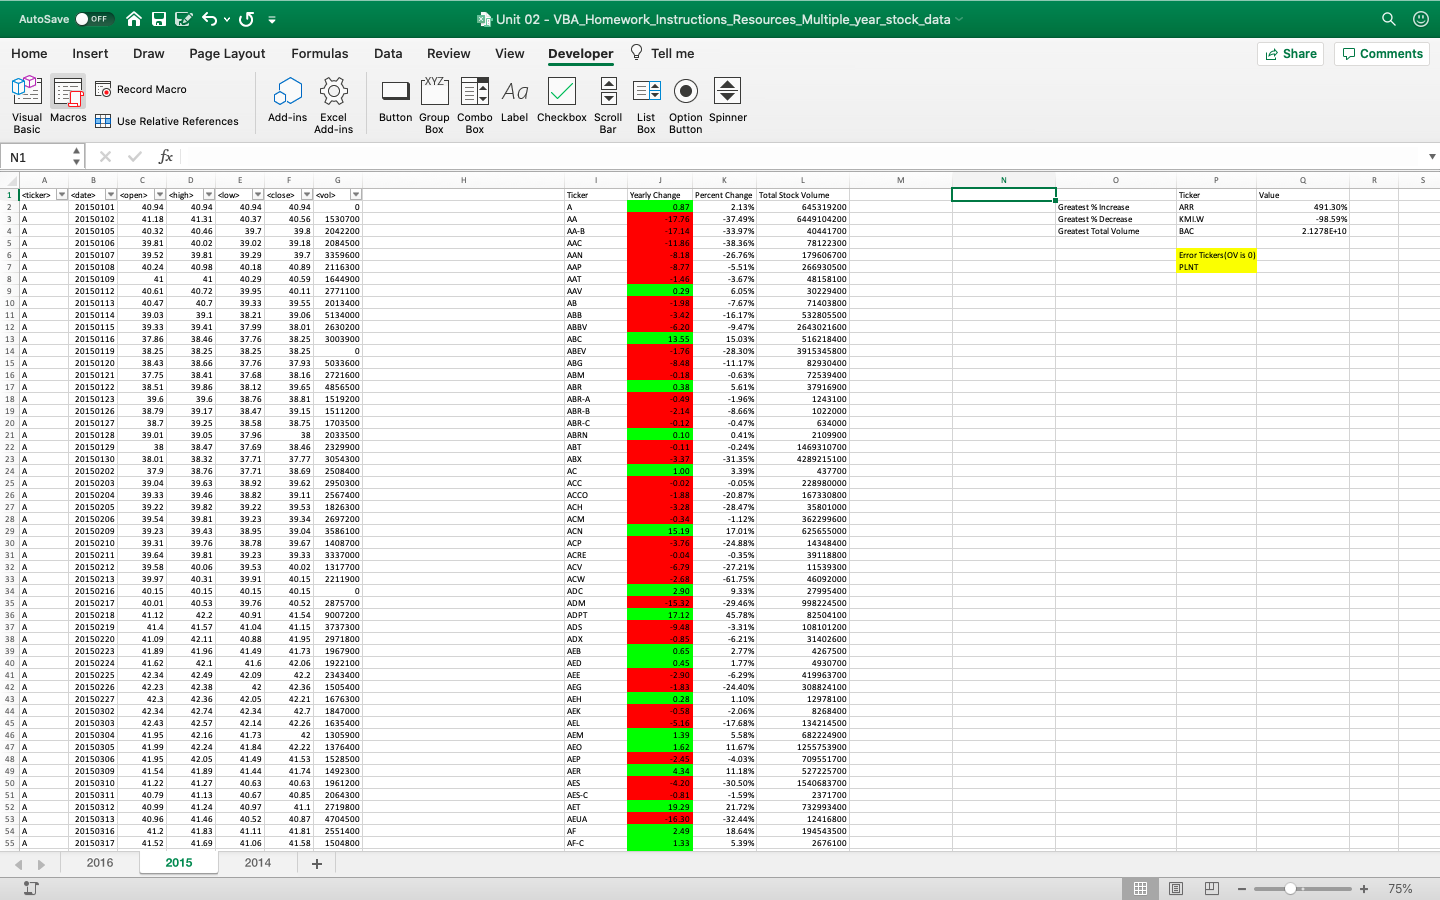 AutoSave OFF Unit 02 - VBA_Homework_Instructions_Resources_Multiple_year_stock_data
Home Insert Draw Page Layout Formulas Data Review View Developer Tell me Share Comments
Visual Basic Macros Record Macro Use Relative References Add-ins Excel Add-ins Button Group Box Combo Box Label Checkbox Scroll Bar List Box Option Button Spinner
XYZ Aa
N1 fx
A B C D E F G H I J K L M N O P Q R S
1 <ticker> <date> <open> <high> <low> <close> <vol> Ticker Yearly Change Percent Change Total Stock Volume Ticker Value
2 A 20150101 40.94 40.94 40.94 40.94 0 A 0.87 2.13% 645319200 Greatest % Increase ARR 491.30%
3 A 20150102 41.18 41.31 40.37 40.56 1530700 AA -17.76 -37.49% 6449104200 Greatest % Decrease KMI.W -98.59%
4 A 20150105 40.32 40.46 39.7 39.8 2042200 AA-B -17.14 -33.97% 40441700 Greatest Total Volume BAC 2.1278E+10
5 A 20150106 39.81 40.02 39.02 39.18 2084500 AAC -11.86 -38.36% 78122300
6 A 20150107 39.52 39.81 39.29 39.7 3359600 AAN -8.18 -26.76% 179606700 Error Tickers(OV is 0)
7 A 20150108 40.24 40.98 40.18 40.89 2116300 AAP -8.77 -5.51% 266930500 PLNT
8 A 20150109 41 41 40.29 40.59 1644900 AAT -1.46 -3.67% 48158100
9 A 20150112 40.61 40.72 39.95 40.11 2771100 AAV 0.29 6.05% 30229400
10 A 20150113 40.47 40.7 39.33 39.55 2013400 AB -1.98 -7.67% 71403800
11 A 20150114 39.03 39.1 38.21 39.06 5134000 ABB -3.42 -16.17% 532805500
12 A 20150115 39.33 39.41 37.99 38.01 2630200 ABBV -6.20 -9.47% 2643021600
13 A 20150116 37.86 38.46 37.76 38.25 3003900 ABC 13.55 15.03% 516218400
14 A 20150119 38.25 38.25 38.25 38.25 0 ABEV -1.76 -28.30% 3915345800
15 A 20150120 38.43 38.66 37.76 37.93 5033600 ABG -8.48 -11.17% 82930400
16 A 20150121 37.75 38.41 37.68 38.16 2721600 ABM -0.18 -0.63% 72539400
17 A 20150122 38.51 39.86 38.12 39.65 4856500 ABR 0.38 5.61% 37916900
18 A 20150123 39.6 39.6 38.76 38.81 1519200 ABR-A -0.49 -1.96% 1243100
19 A 20150126 38.79 39.17 38.47 39.15 1511200 ABR-B -2.14 -8.66% 1022000
20 A 20150127 38.7 39.25 38.58 38.75 1703500 ABR-C -0.12 -0.47% 634000
21 A 20150128 39.01 39.05 37.96 38 2033500 ABRN 0.10 0.41% 2109900
22 A 20150129 38 38.47 37.69 38.46 2329900 ABT -0.11 -0.24% 1469310700
23 A 20150130 38.01 38.32 37.71 37.77 3054300 ABX -3.37 -31.35% 4289215100
24 A 20150202 37.9 38.76 37.71 38.69 2508400 AC 1.00 3.39% 437700
25 A 20150203 39.04 39.63 38.92 39.62 2950300 ACC -0.02 -0.05% 228980000
26 A 20150204 39.33 39.46 38.82 39.11 2567400 ACCO -1.88 -20.87% 167330800
27 A 20150205 39.22 39.82 39.22 39.53 1826300 ACH -3.28 -28.47% 35801000
28 A 20150206 39.54 39.81 39.23 39.34 2697200 ACM -0.34 -1.12% 362299600
29 A 20150209 39.23 39.43 38.95 39.04 3586100 ACN 15.19 17.01% 625655000
30 A 20150210 39.31 39.76 38.78 39.67 1408700 ACP -3.76 -24.88% 14348400
31 A 20150211 39.64 39.81 39.23 39.33 3337000 ACRE -0.04 -0.35% 39118800
32 A 20150212 39.58 40.06 39.53 40.02 1317700 ACV -6.79 -27.21% 11539300
33 A 20150213 39.97 40.31 39.91 40.15 2211900 ACW -2.68 -61.75% 46092000
34 A 20150216 40.15 40.15 40.15 40.15 0 ADC 2.90 9.33% 27995400
35 A 20150217 40.01 40.53 39.76 40.52 2875700 ADM -15.32 -29.46% 998224500
36 A 20150218 41.12 42.2 40.91 41.54 9007200 ADPT 17.12 45.78% 82504100
37 A 20150219 41.4 41.57 41.04 41.15 3737300 ADS -9.48 -3.31% 108101200
38 A 20150220 41.09 42.11 40.88 41.95 2971800 ADX -0.85 -6.21% 31402600
39 A 20150223 41.89 41.96 41.49 41.73 1967900 AEB 0.65 2.77% 4267500
40 A 20150224 41.62 42.1 41.6 42.06 1922100 AED 0.45 1.77% 4930700
41 A 20150225 42.34 42.49 42.09 42.2 2343400 AEE -2.90 -6.29% 419963700
42 A 20150226 42.23 42.38 42 42.36 1505400 AEG -1.83 -24.40% 308824100
43 A 20150227 42.3 42.36 42.05 42.21 1676300 AEH 0.28 1.10% 12978100
44 A 20150302 42.34 42.74 42.34 42.7 1847000 AEK -0.58 -2.06% 8268400
45 A 20150303 42.43 42.57 42.14 42.26 1635400 AEL -5.16 -17.68% 134214500
46 A 20150304 41.95 42.16 41.73 42 1305900 AEM 1.39 5.58% 682224900
47 A 20150305 41.99 42.24 41.84 42.22 1376400 AEO 1.62 11.67% 1255753900
48 A 20150306 41.95 42.05 41.49 41.53 1528500 AEP -2.45 -4.03% 709551700
49 A 20150309 41.54 41.89 41.44 41.74 1492300 AER 4.34 11.18% 527225700
50 A 20150310 41.22 41.27 40.63 40.63 1961200 AES -4.20 -30.50% 1540683700
51 A 20150311 40.79 41.13 40.67 40.85 2064300 AES-C -0.81 -1.59% 2371700
52 A 20150312 40.99 41.24 40.97 41.1 2719800 AET 19.29 21.72% 732993400
53 A 20150313 40.96 41.46 40.52 40.87 4704500 AEUA -16.30 -32.44% 12416800
54 A 20150316 41.2 41.83 41.11 41.81 2551400 AF 2.49 18.64% 194543500
55 A 20150317 41.52 41.69 41.06 41.58 1504800 AF-C 1.33 5.39% 2676100
2016 2015 2014
75%